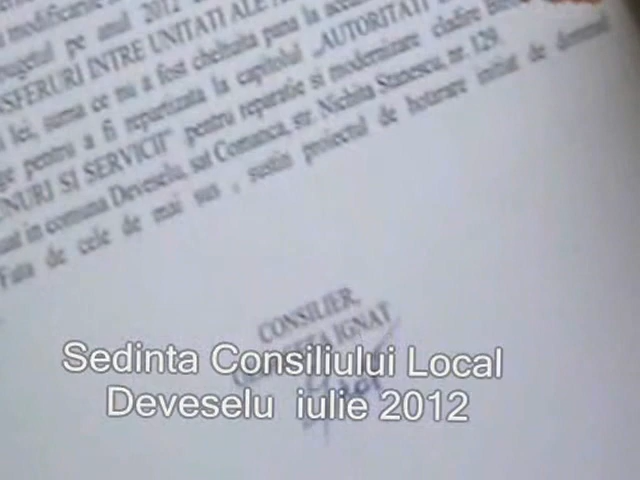 modificarile
bugetul pe anul 2012
SFERURI INTRE UNITATI ALE
lei, suma ce nu a fost cheltuita pana la
pentru a fi repartizata la capitolul „AUTORITATI
NURI SI SERVICII" pentru reparatie si modernizare cladire
in comuna Deveselu, sat Comanca, str. Nichita Stanescu, nr. 129.
Fata de cele de mai sus , sustin proiectul de hotarare initiat de domnul
CONSILIER,
IGNAT
Sedinta Consiliului Local
Deveselu iulie 2012